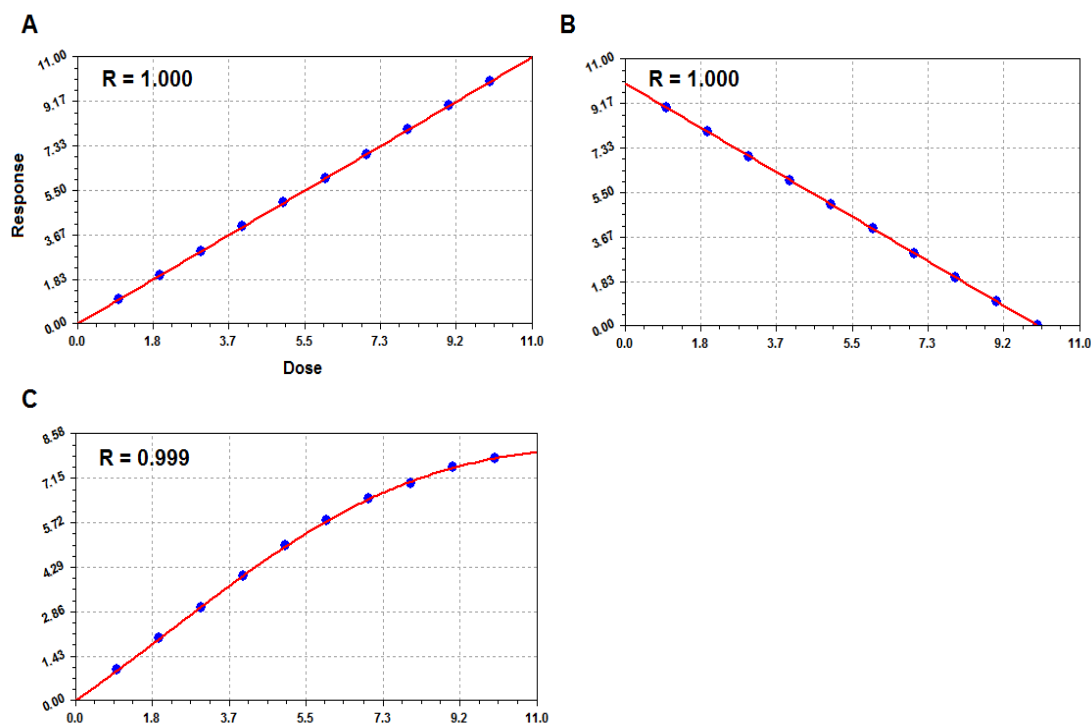 A
R = 1.000
Response
11.00
9.17
7.33
5.50
3.67
1.83
0.00
0.0 1.8 3.7 5.5 7.3 9.2 11.0
Dose
B
R = 1.000
11.00
9.17
7.33
5.50
3.67
1.83
0.00
0.0 1.8 3.7 5.5 7.3 9.2 11.0
C
R = 0.999
8.58
7.15
5.72
4.29
2.86
1.43
0.00
0.0 1.8 3.7 5.5 7.3 9.2 11.0